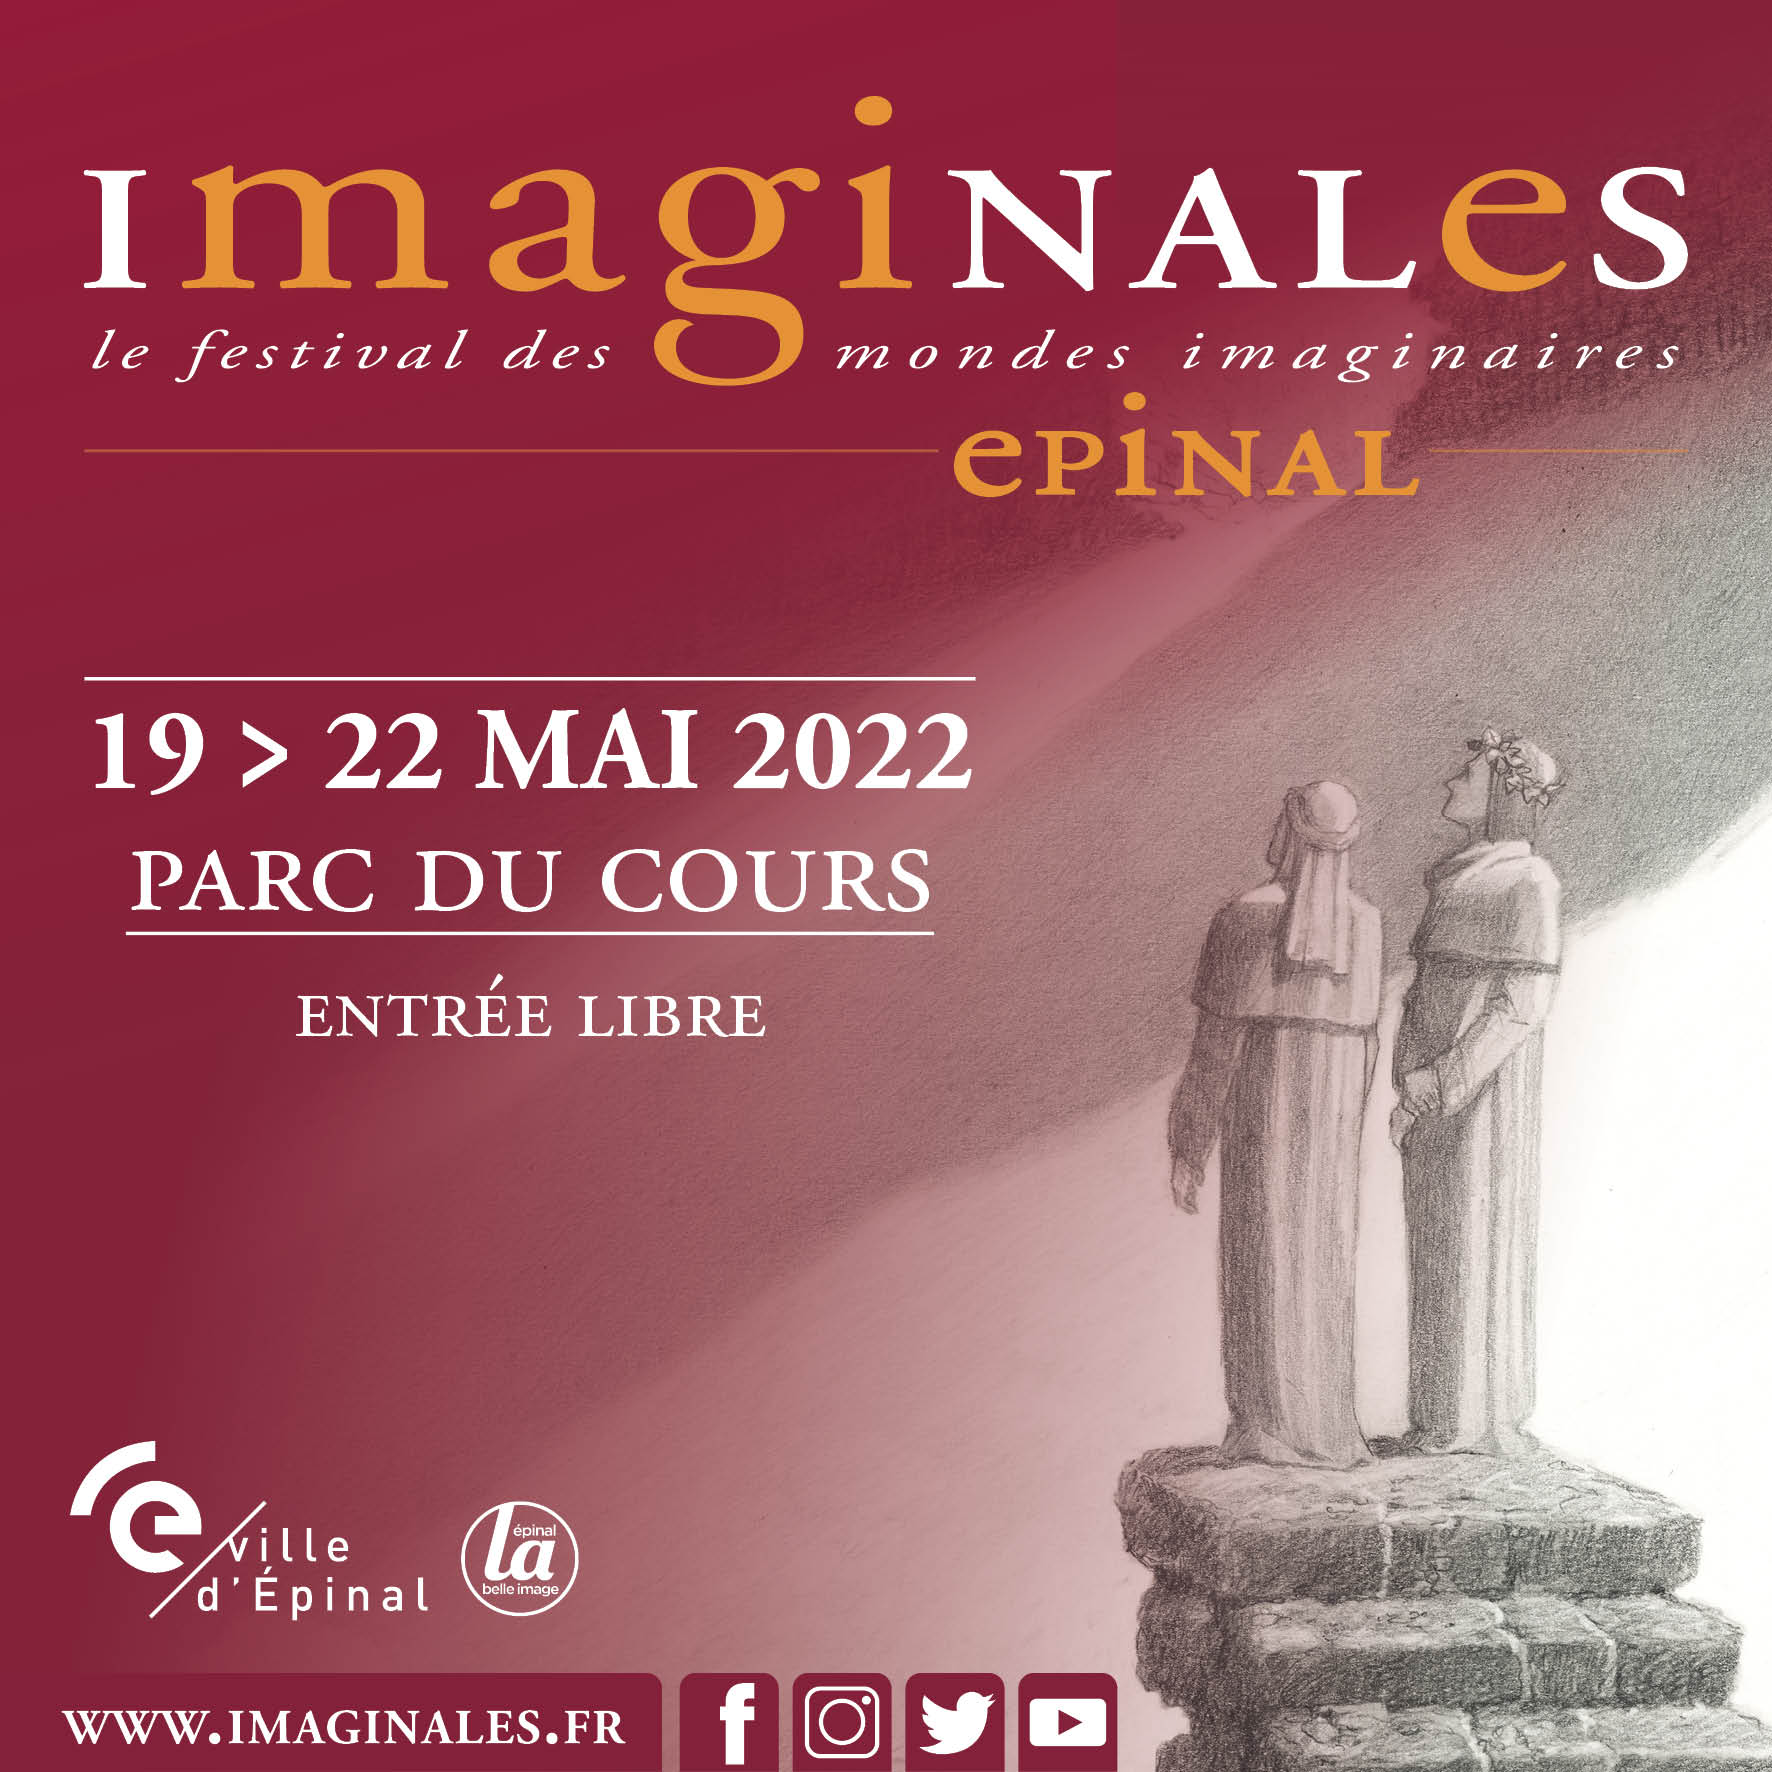 ImagiNALeS
le festival des mondes imaginaires
ePiNAL
19 > 22 MAI 2022
PARC DU COURS
ENTRÉE LIBRE
e
ville
d'Épinal
épinal
la
belle image
WWW.IMAGINALES.FR